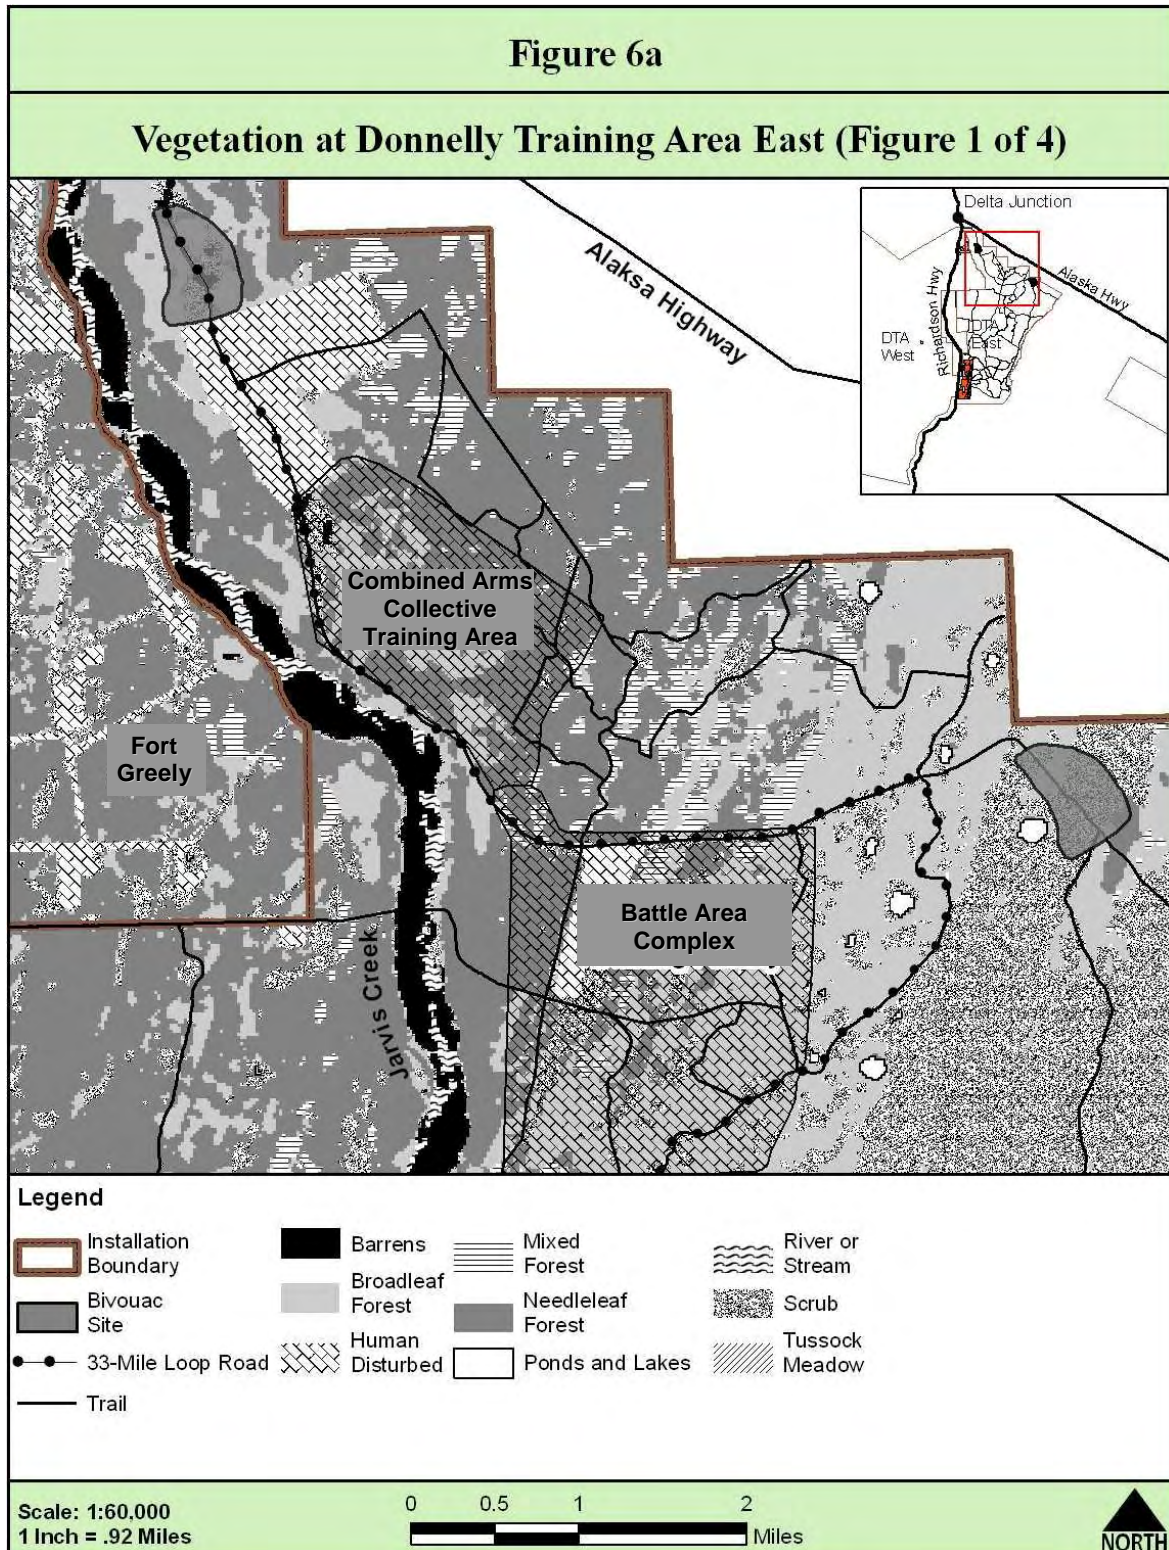 Figure 6a
Vegetation at Donnelly Training Area East (Figure 1 of 4)
Alaksa Highway
Delta Junction
Richardson Hwy
Alaska Hwy
DTA
West
DTA
East
Combined Arms
Collective
Training Area
Fort
Greely
Battle Area
Complex
Jarvis Creek
Legend
Installation
Boundary
Bivouac
Site
33-Mile Loop Road
Trail
Barrens
Broadleaf
Forest
Human
Disturbed
Mixed
Forest
Needleleaf
Forest
Ponds and Lakes
River or
Stream
Scrub
Tussock
Meadow
Scale: 1:60,000
1 Inch = .92 Miles
0 0.5 1 2
Miles
NORTH